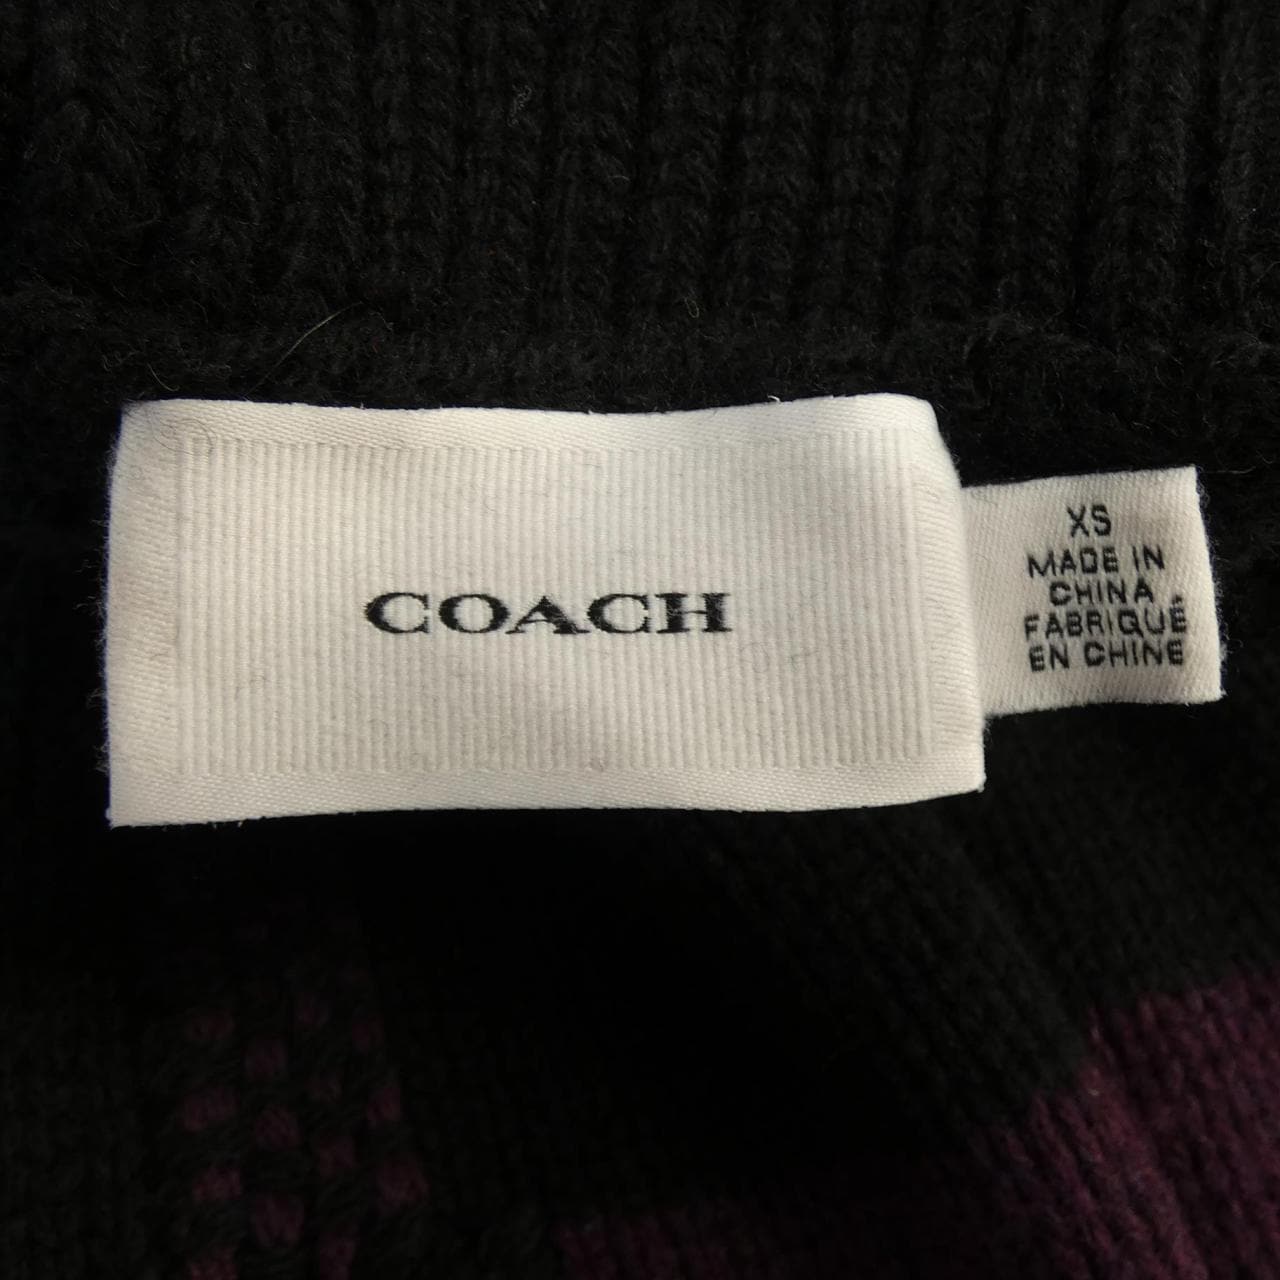 COACH
XS
MADE IN
CHINA
FABRIQUÉ
EN CHINE